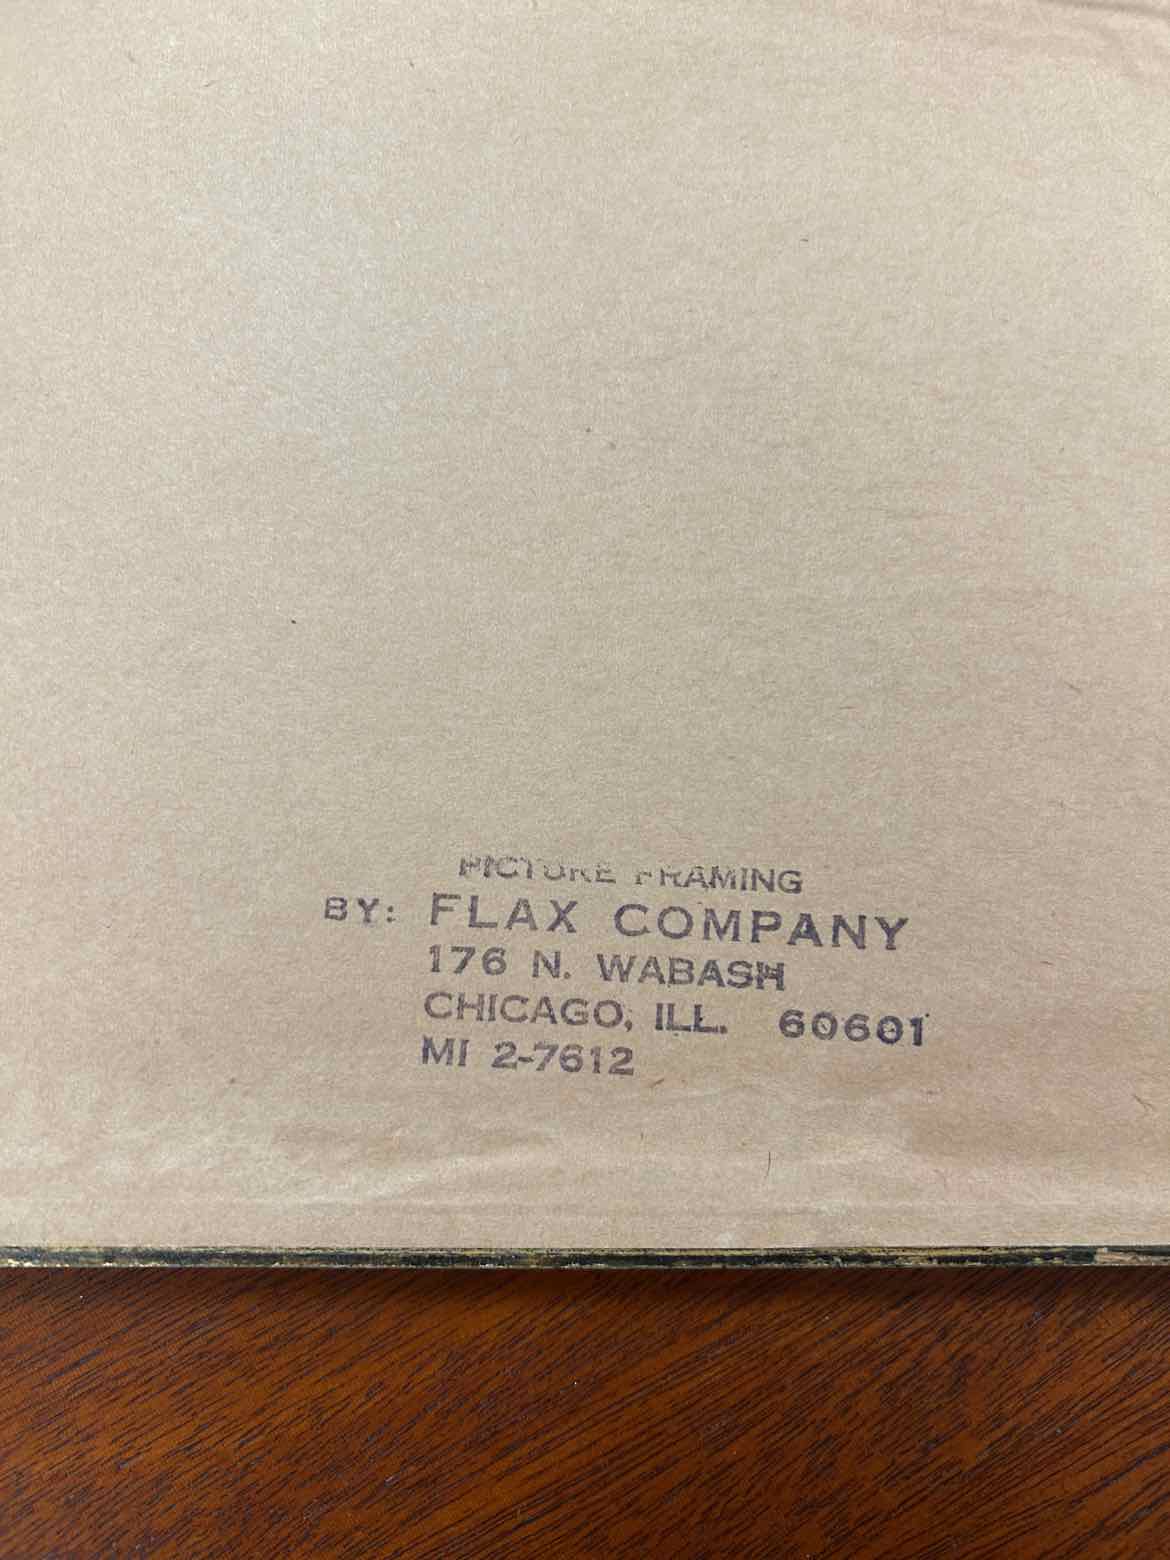 PICTURE FRAMING
BY: FLAX COMPANY
176 N. WABASH
CHICAGO, ILL. 60601
MI 2-7612